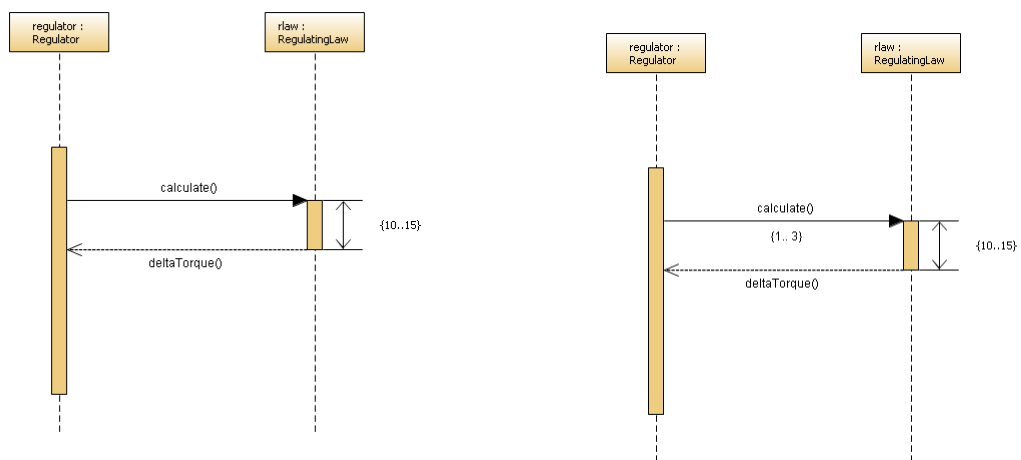 regulator :
Regulator
rlaw :
RegulatingLaw
calculate()
{10..15}
deltaTorque()
regulator :
Regulator
rlaw :
RegulatingLaw
calculate()
{1.. 3}
{10..15}
deltaTorque()